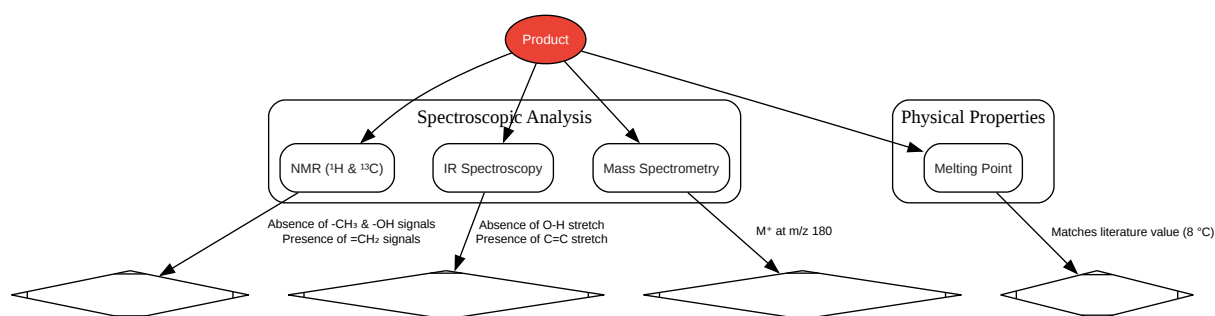 Product
Spectroscopic Analysis
Physical Properties
NMR (¹H & ¹³C)
IR Spectroscopy
Mass Spectrometry
Melting Point
Absence of -CH₃ & -OH signals
Presence of =CH₂ signals
Absence of O-H stretch
Presence of C=C stretch
M⁺ at m/z 180
Matches literature value (8 °C)